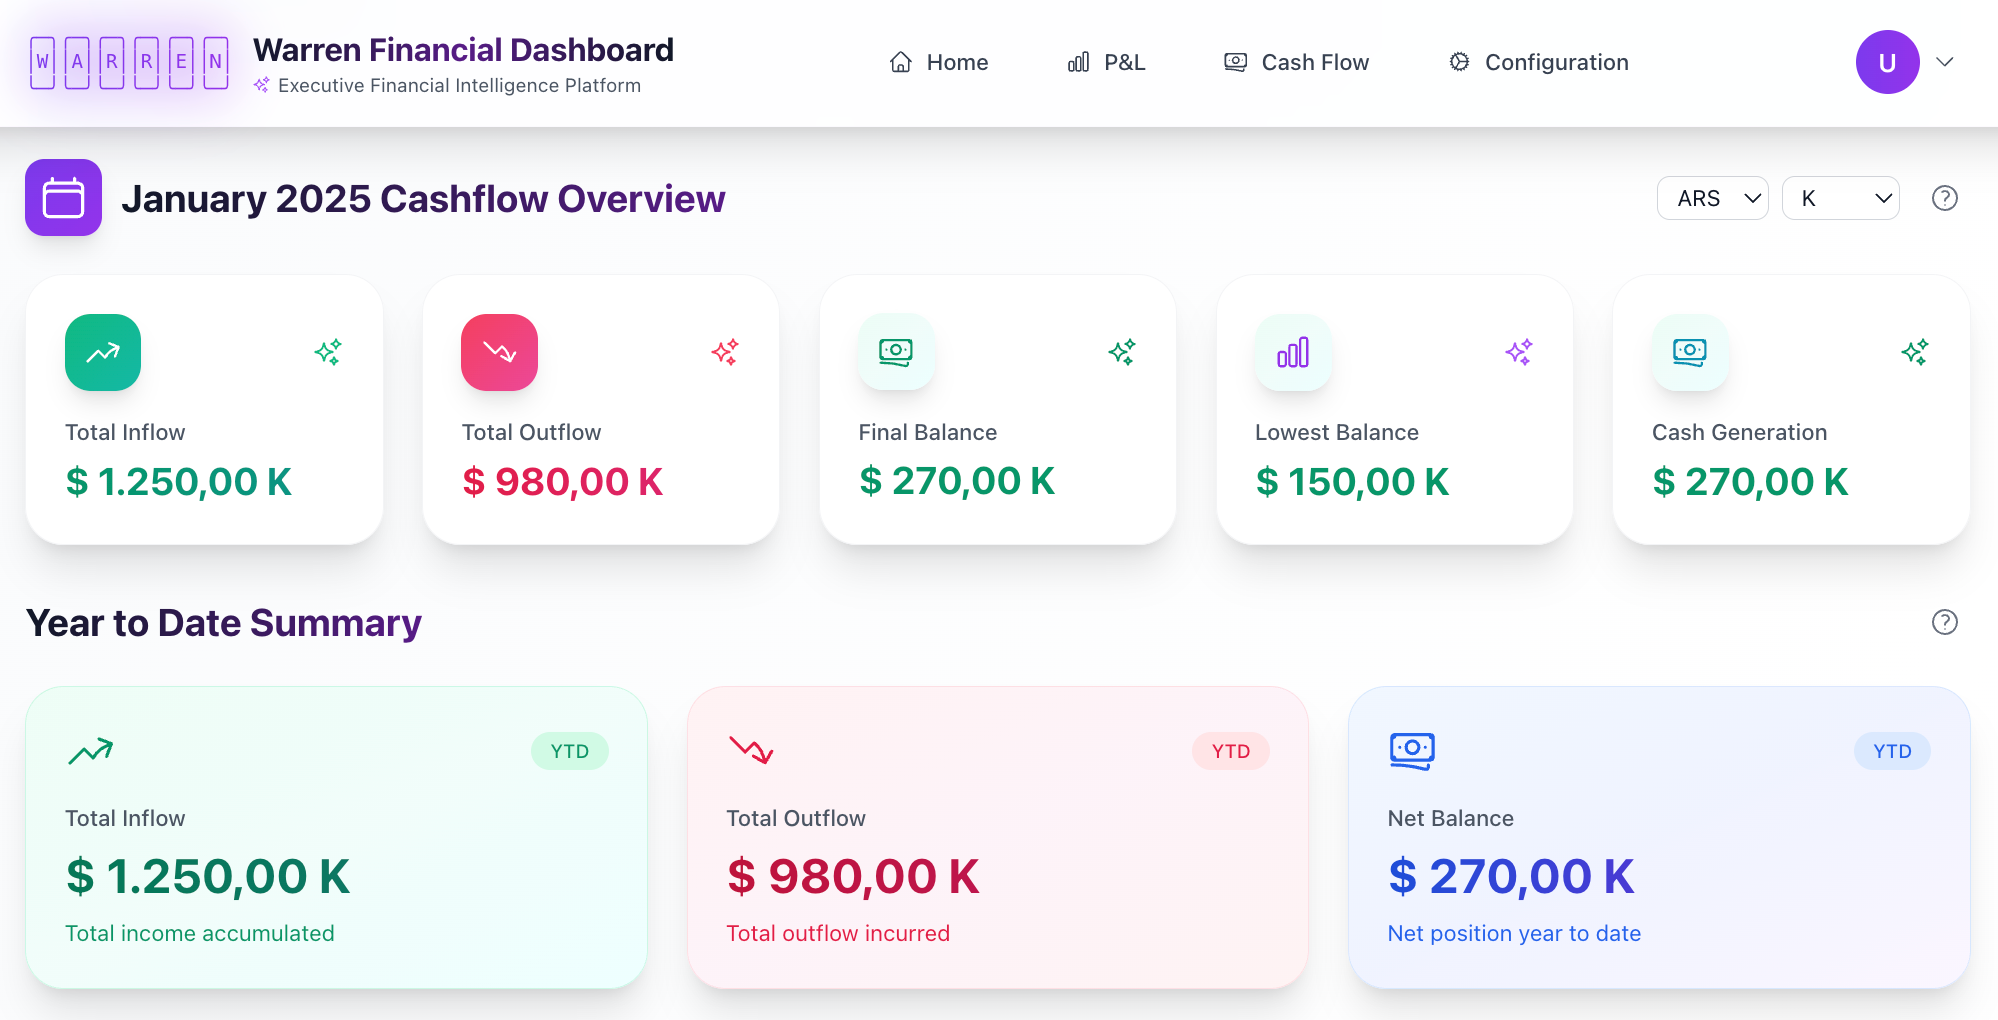 WARREN
Warren Financial Dashboard
Executive Financial Intelligence Platform
Home
P&L
Cash Flow
Configuration
U
January 2025 Cashflow Overview
ARS
K
?
Total Inflow
$ 1.250,00 K
Total Outflow
$ 980,00 K
Final Balance
$ 270,00 K
Lowest Balance
$ 150,00 K
Cash Generation
$ 270,00 K
Year to Date Summary
?
YTD
Total Inflow
$ 1.250,00 K
Total income accumulated
YTD
Total Outflow
$ 980,00 K
Total outflow incurred
YTD
Net Balance
$ 270,00 K
Net position year to date